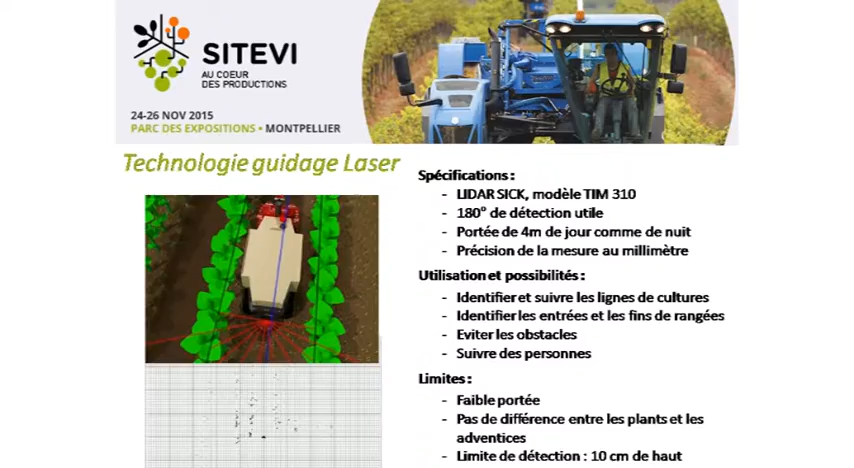 SITEVI
AU COEUR
DES PRODUCTIONS
24-26 NOV 2015
PARC DES EXPOSITIONS • MONTPELLIER
Technologie guidage Laser
Spécifications :
- LIDAR SICK, modèle TIM 310
- 180° de détection utile
- Portée de 4m de jour comme de nuit
- Précision de la mesure au millimètre
Utilisation et possibilités :
- Identifier et suivre les lignes de cultures
- Identifier les entrées et les fins de rangées
- Eviter les obstacles
- Suivre des personnes
Limites :
- Faible portée
- Pas de différence entre les plants et les
adventices
- Limite de détection : 10 cm de haut